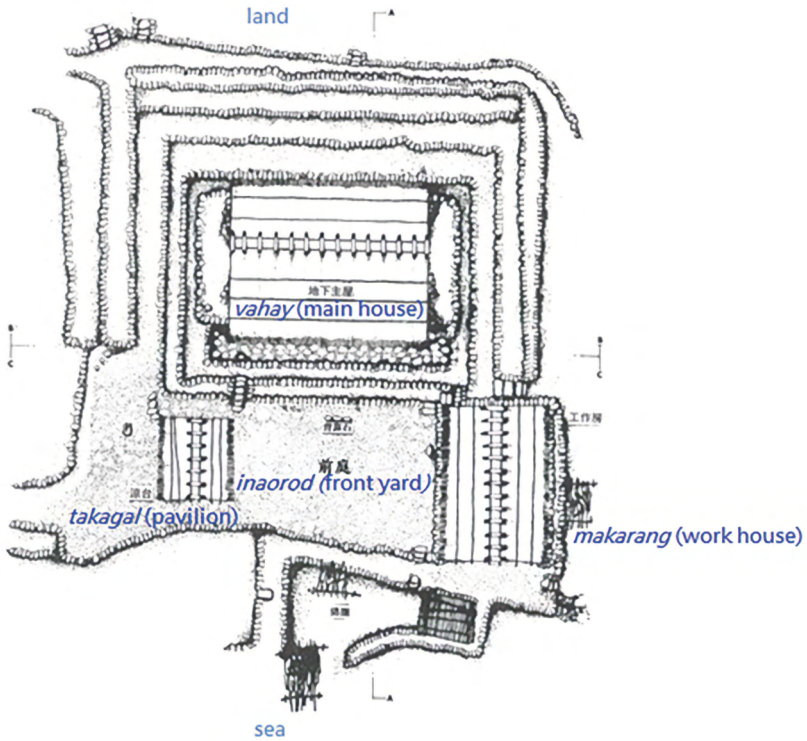 land
A
地下主屋
vahay (main house)
B
C
B
C
工作房
前庭
inaorod (front yard)
涼台
takagal (pavilion)
makarang (work house)
A
sea